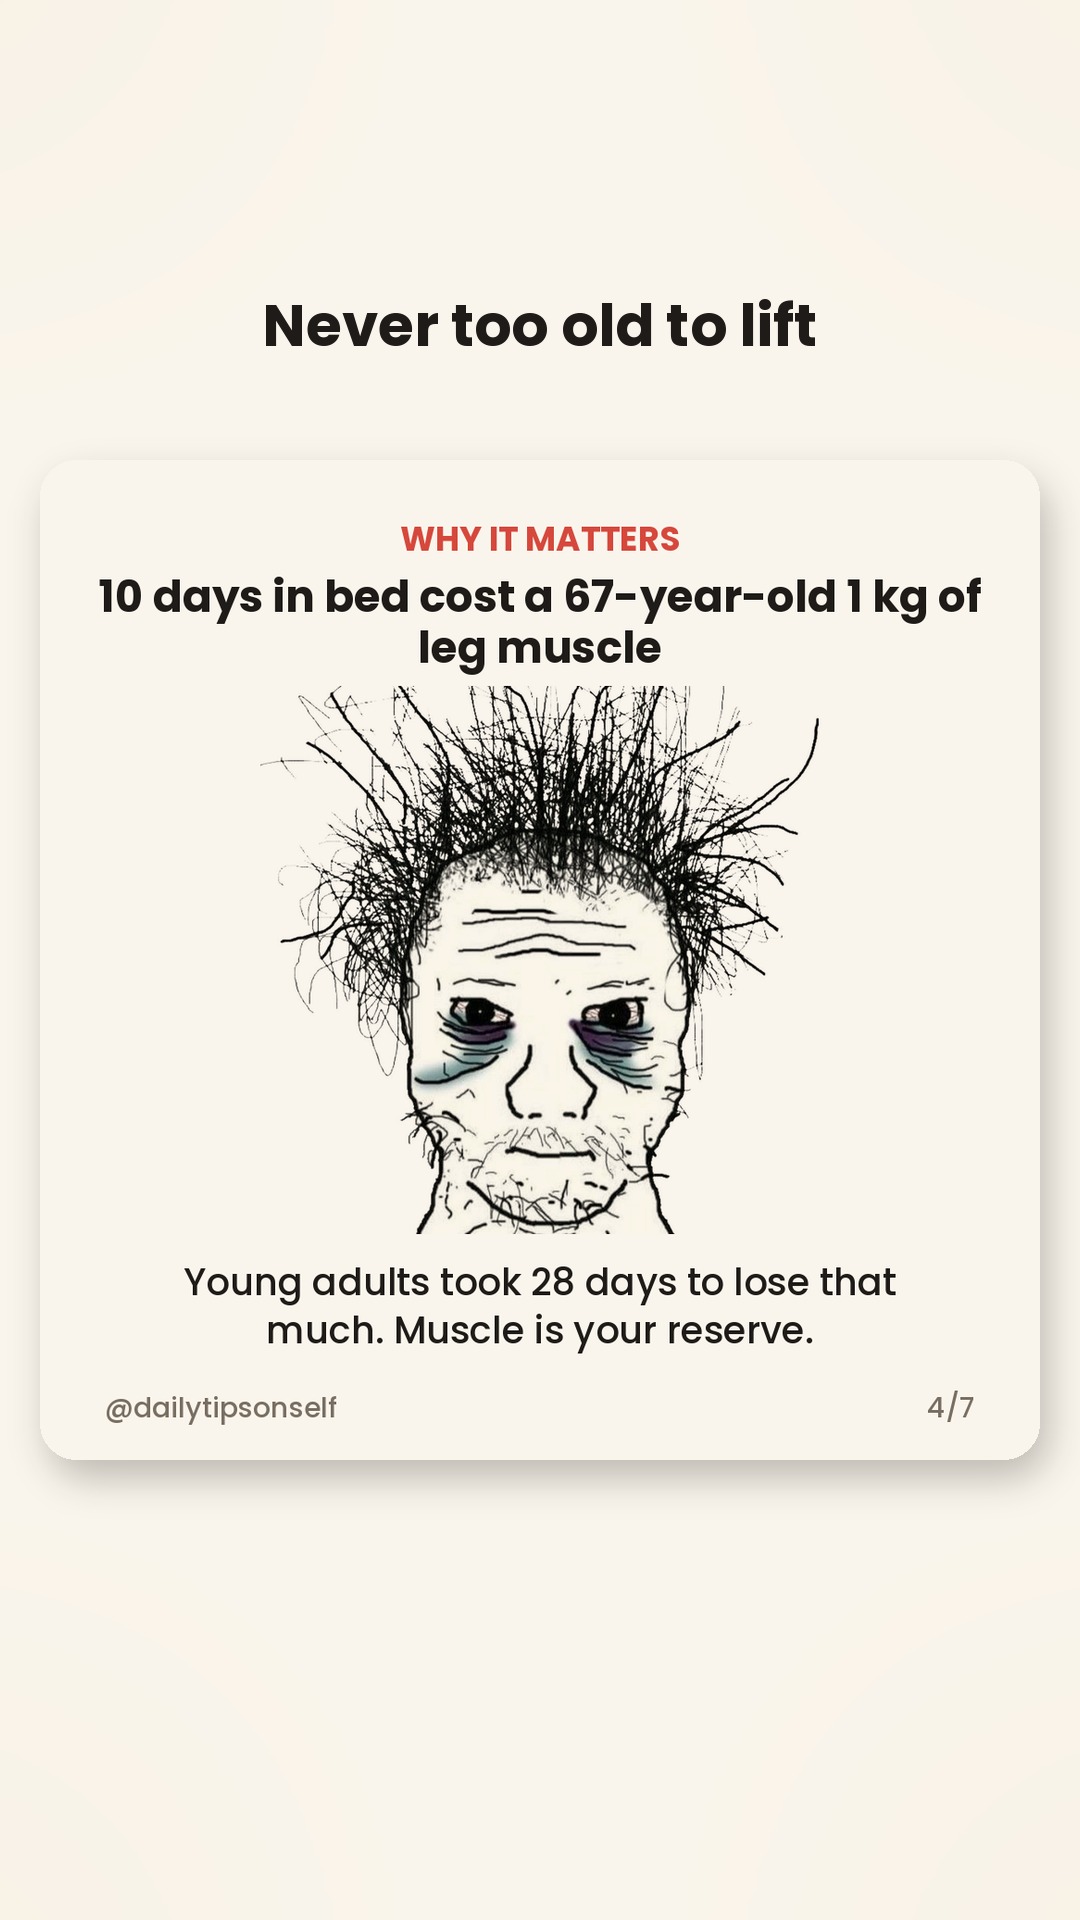 Never too old to lift
WHY IT MATTERS
10 days in bed cost a 67-year-old 1 kg of
leg muscle
Young adults took 28 days to lose that
much. Muscle is your reserve.
@dailytipsonself
4/7